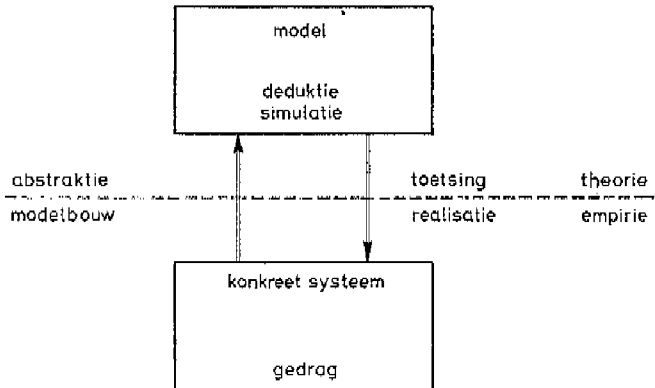 model
deduktie
simulatie
abstraktie toetsing theorie
modelbouw realisatie empirie
konkreet systeem
gedrag